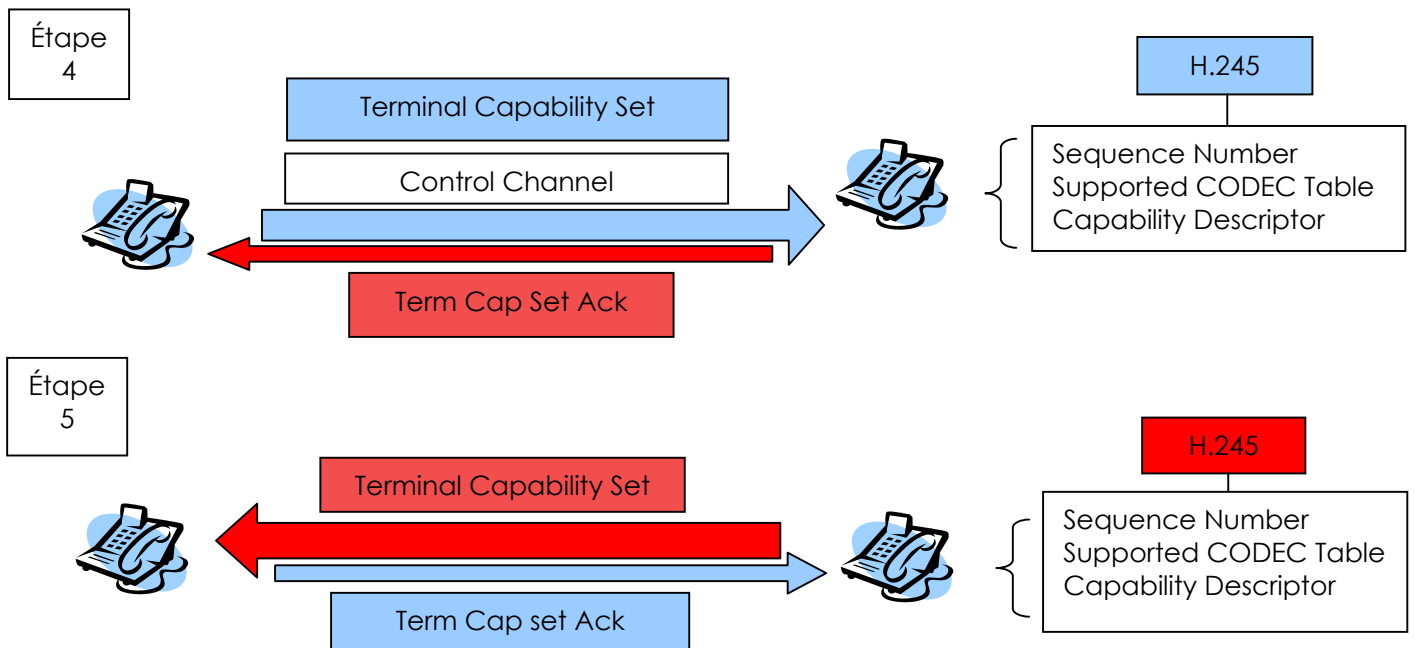 Étape
4
H.245
Terminal Capability Set
Sequence Number
Supported CODEC Table
Capability Descriptor
Control Channel
Term Cap Set Ack
Étape
5
H.245
Terminal Capability Set
Sequence Number
Supported CODEC Table
Capability Descriptor
Term Cap set Ack